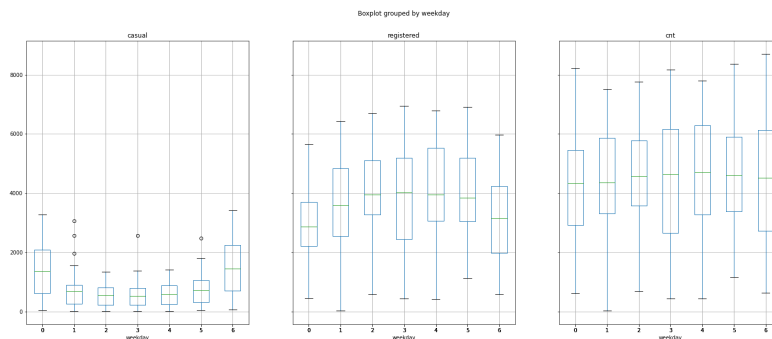 Boxplot grouped by weekday
casual
registered
cnt
8000
6000
4000
2000
0
0 1 2 3 4 5 6
0 1 2 3 4 5 6
0 1 2 3 4 5 6
weekday
weekday
weekday